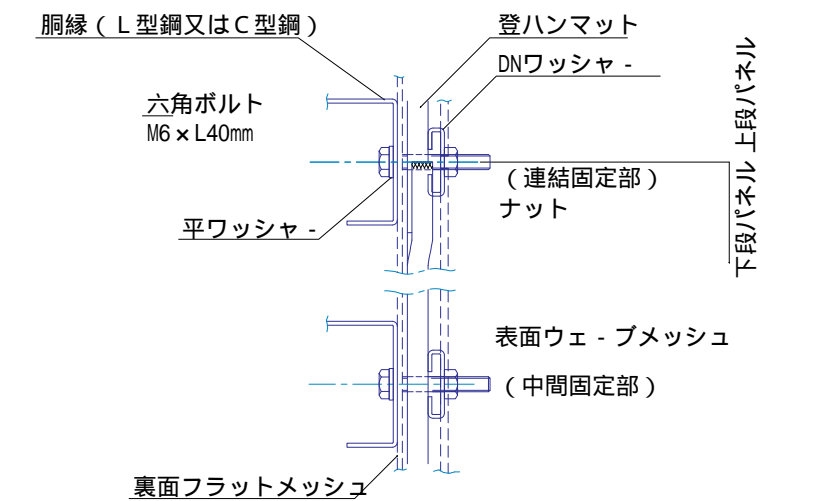 胴縁(L型鋼又はC型鋼)
登ハンマット
DNワッシャ-
六角ボルト
M6×L40mm
上段パネル
下段パネル
(連結固定部)
ナット
平ワッシャ-
表面ウェ-ブメッシュ
(中間固定部)
裏面フラットメッシュ